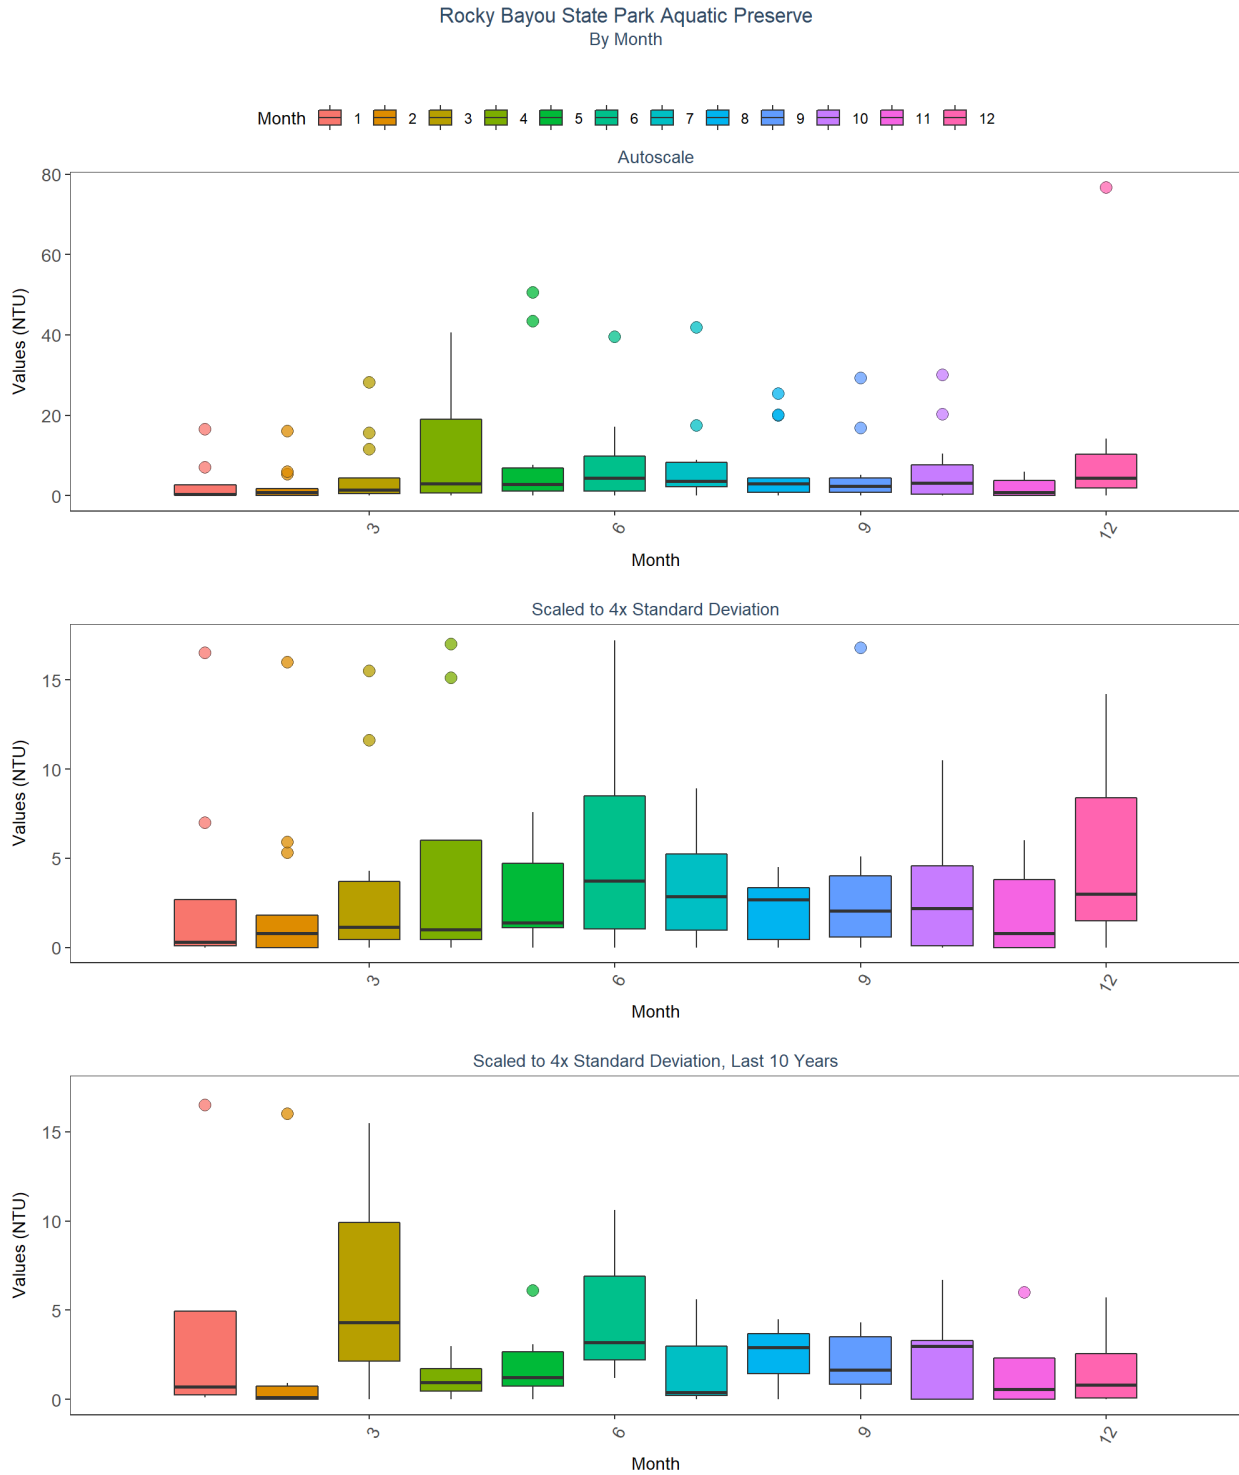 Rocky Bayou State Park Aquatic Preserve
By Month
Month 1 2 3 4 5 6 7 8 9 10 11 12
Autoscale
80
60
40
20
0
Values (NTU)
3 6 9 12
Month
Scaled to 4x Standard Deviation
15
10
5
0
Values (NTU)
3 6 9 12
Month
Scaled to 4x Standard Deviation, Last 10 Years
15
10
5
0
Values (NTU)
3 6 9 12
Month